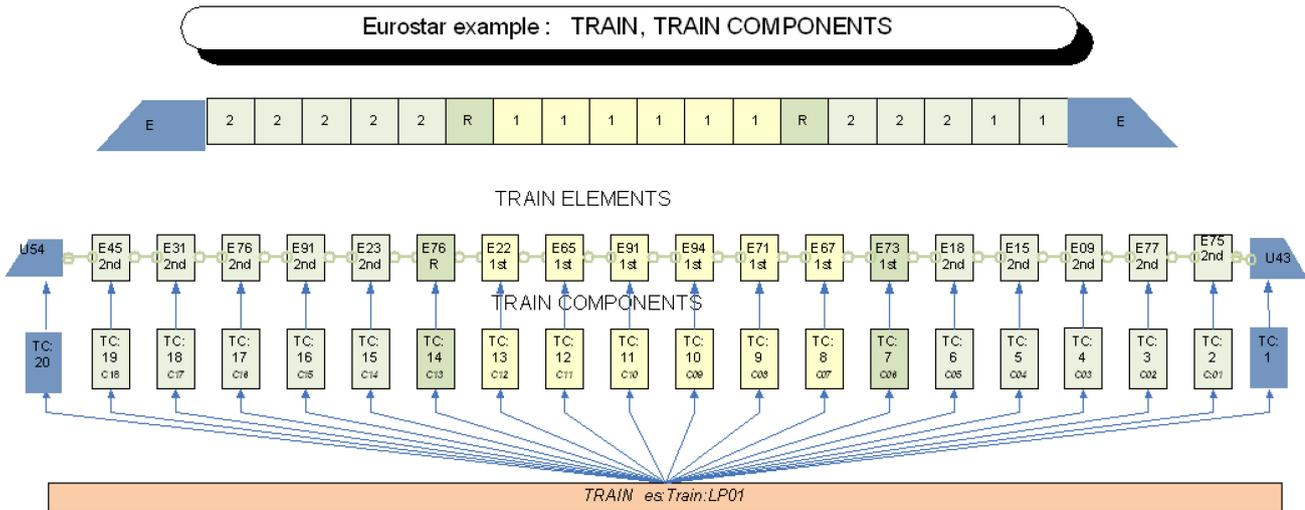 Eurostar example : TRAIN, TRAIN COMPONENTS
E 2 2 2 2 2 R 1 1 1 1 1 1 R 2 2 2 1 1 E
TRAIN ELEMENTS
U54 E45 E31 E76 E91 E23 E76 E22 E65 E91 E94 E71 E67 E73 E18 E15 E09 E77 E75 U43
2nd 2nd 2nd 2nd 2nd R 1st 1st 1st 1st 1st 1st 1st 2nd 2nd 2nd 2nd 2nd
TRAIN COMPONENTS
TC: TC: TC: TC: TC: TC: TC: TC: TC: TC: TC: TC: TC: TC: TC: TC: TC: TC: TC: TC:
20 19 18 17 16 15 14 13 12 11 10 9 8 7 6 5 4 3 2 1
C18 C17 C16 C15 C14 C13 C12 C11 C10 C09 C08 C07 C06 C05 C04 C03 C02 C:01
TRAIN es:Train:LP01